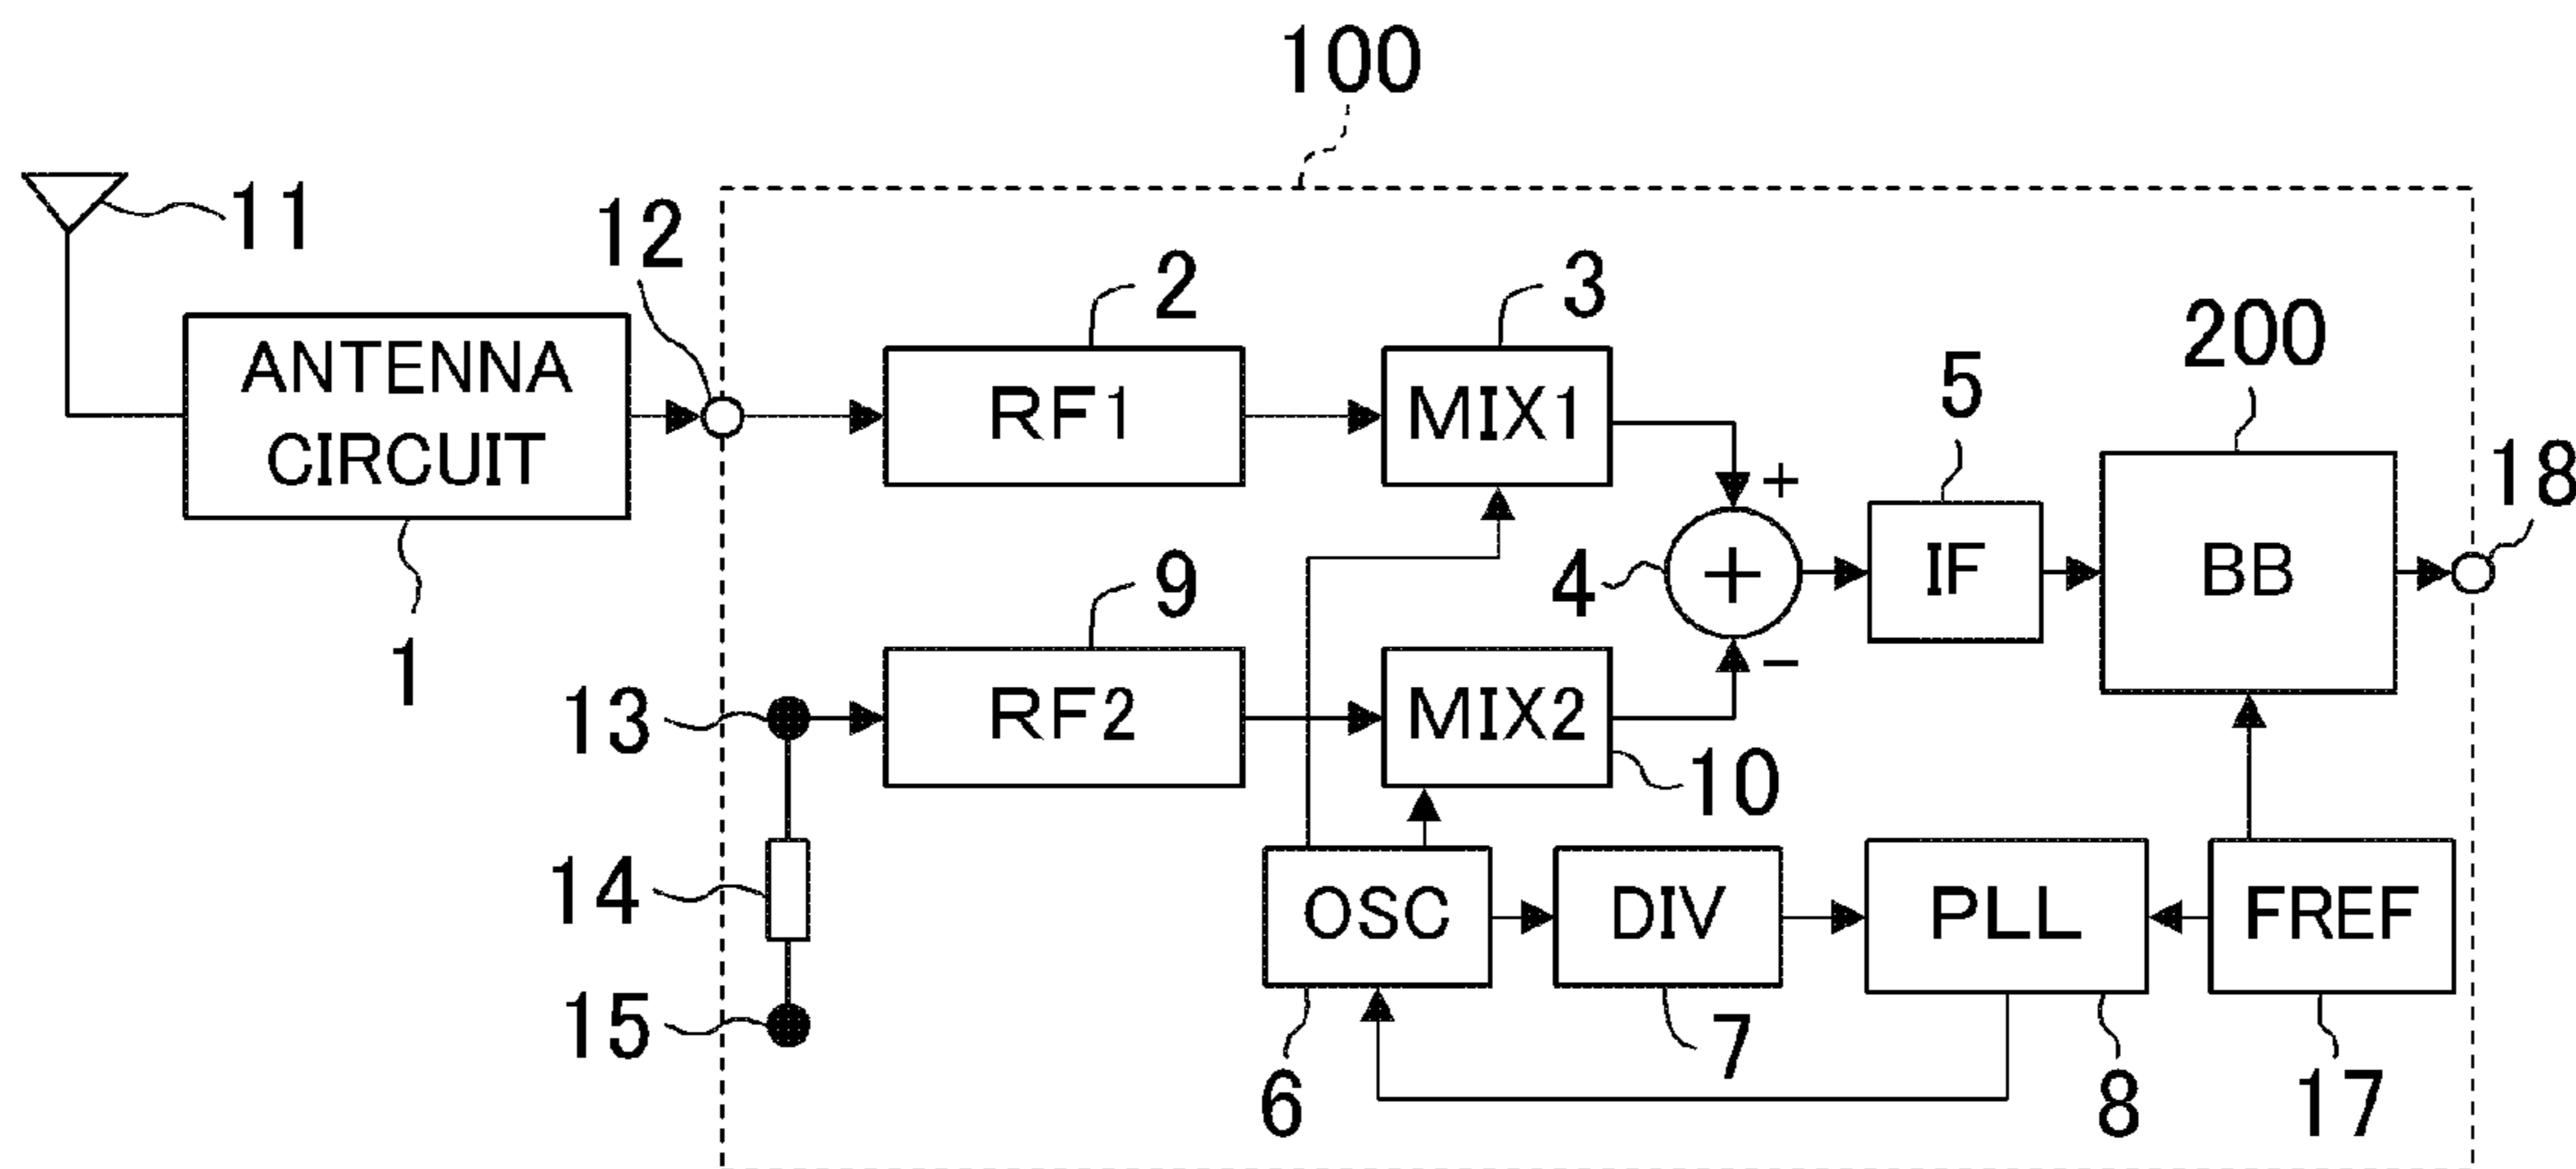 100
11
12
2
3
200
5
18
ANTENNA
CIRCUIT
RF1
MIX1
+
4
+
IF
BB
1
9
−
13
RF2
MIX2
10
14
OSC
DIV
PLL
FREF
15
6
7
8
17